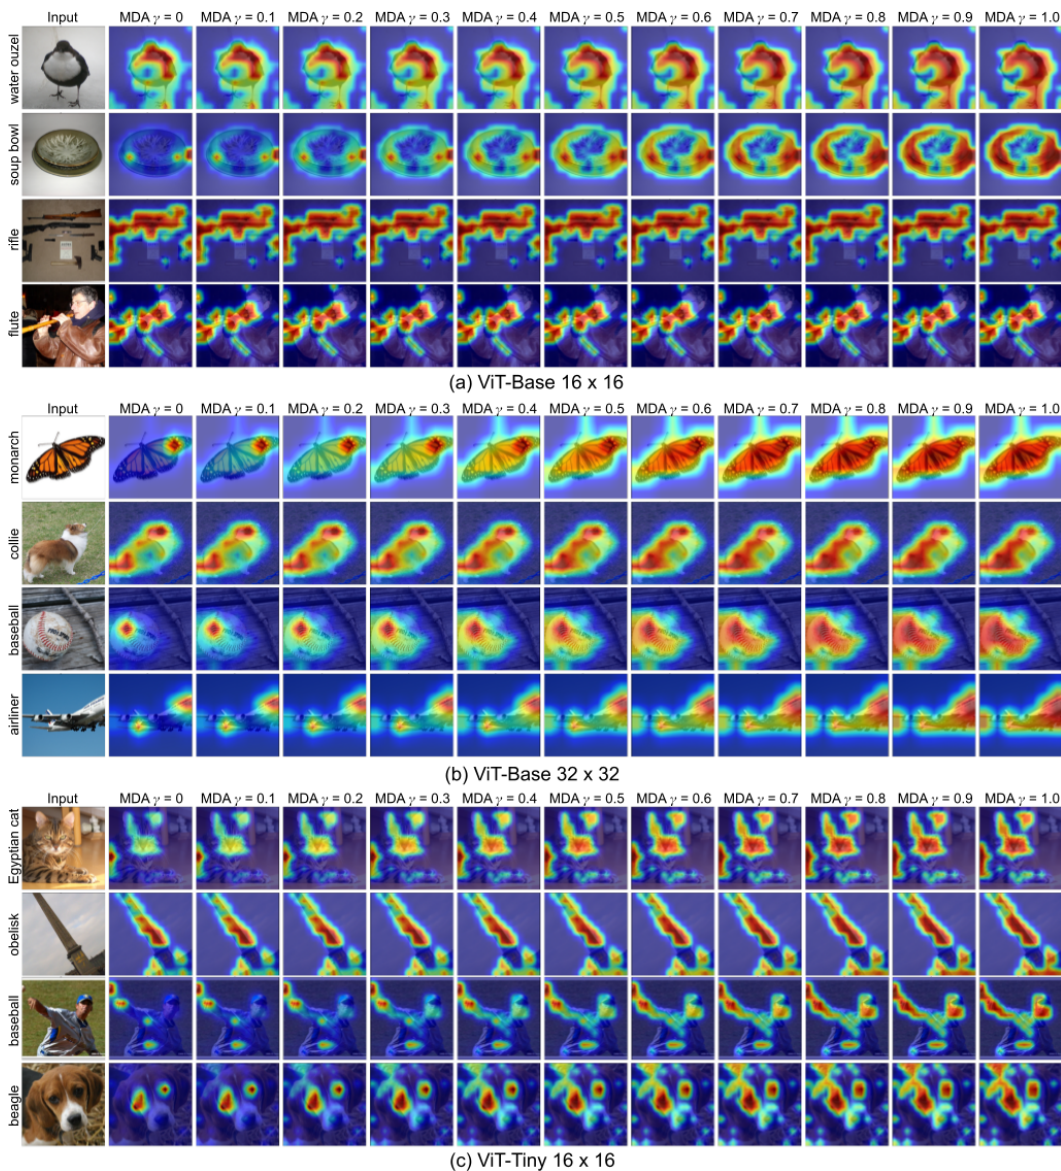 Input MDA γ = 0 MDA γ = 0.1 MDA γ = 0.2 MDA γ = 0.3 MDA γ = 0.4 MDA γ = 0.5 MDA γ = 0.6 MDA γ = 0.7 MDA γ = 0.8 MDA γ = 0.9 MDA γ = 1.0
water ouzel
soup bowl
rifle
flute
(a) ViT-Base 16 x 16
Input MDA γ = 0 MDA γ = 0.1 MDA γ = 0.2 MDA γ = 0.3 MDA γ = 0.4 MDA γ = 0.5 MDA γ = 0.6 MDA γ = 0.7 MDA γ = 0.8 MDA γ = 0.9 MDA γ = 1.0
monarch
collie
baseball
airliner
(b) ViT-Base 32 x 32
Input MDA γ = 0 MDA γ = 0.1 MDA γ = 0.2 MDA γ = 0.3 MDA γ = 0.4 MDA γ = 0.5 MDA γ = 0.6 MDA γ = 0.7 MDA γ = 0.8 MDA γ = 0.9 MDA γ = 1.0
Egyptian cat
obelisk
baseball
beagle
(c) ViT-Tiny 16 x 16